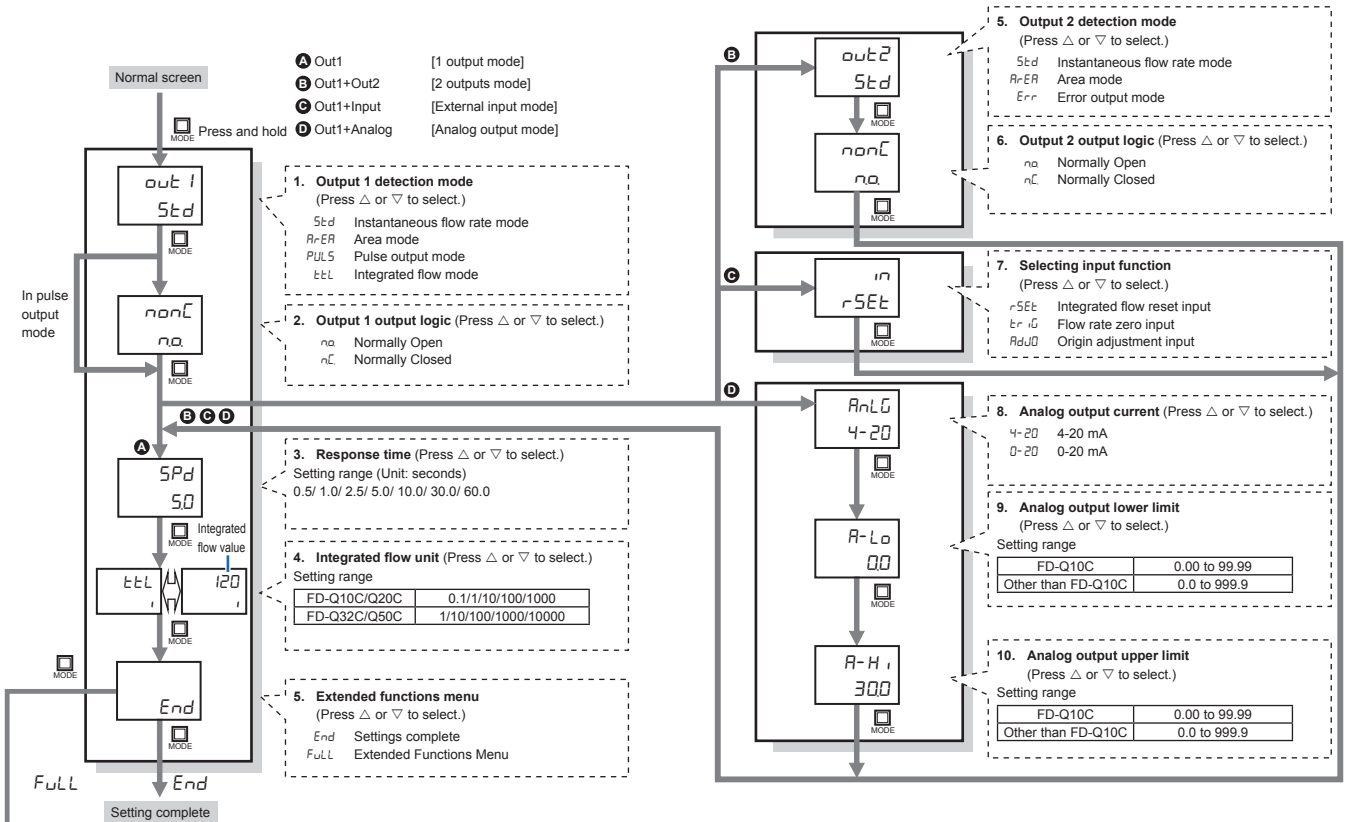 Normal screen
MODE
Press and hold
A Out1 [1 output mode]
B Out1+Out2 [2 outputs mode]
C Out1+Input [External input mode]
D Out1+Analog [Analog output mode]
out1
Std
MODE
In pulse
output
mode
nonC
n.o.
MODE
1. Output 1 detection mode
(Press △ or ▽ to select.)
Std Instantaneous flow rate mode
ArEA Area mode
PULS Pulse output mode
ttL Integrated flow mode
2. Output 1 output logic (Press △ or ▽ to select.)
n.o. Normally Open
n.C. Normally Closed
B C D
A
SPd
5.0
MODE
3. Response time (Press △ or ▽ to select.)
Setting range (Unit: seconds)
0.5/ 1.0/ 2.5/ 5.0/ 10.0/ 30.0/ 60.0
Integrated
flow value
ttL
1
120
1
MODE
4. Integrated flow unit (Press △ or ▽ to select.)
Setting range
FD-Q10C/Q20C 0.1/1/10/100/1000
FD-Q32C/Q50C 1/10/100/1000/10000
MODE
End
MODE
5. Extended functions menu
(Press △ or ▽ to select.)
End Settings complete
FuLL Extended Functions Menu
FuLL
End
Setting complete
B
out2
Std
MODE
nonC
n.o.
MODE
5. Output 2 detection mode
(Press △ or ▽ to select.)
Std Instantaneous flow rate mode
ArEA Area mode
Err Error output mode
6. Output 2 output logic (Press △ or ▽ to select.)
n.o. Normally Open
n.C. Normally Closed
C
in
rSEt
MODE
7. Selecting input function
(Press △ or ▽ to select.)
rSEt Integrated flow reset input
triG Flow rate zero input
AdJ0 Origin adjustment input
D
AnLG
4-20
MODE
8. Analog output current (Press △ or ▽ to select.)
4-20 4-20 mA
0-20 0-20 mA
A-Lo
0.0
MODE
9. Analog output lower limit
(Press △ or ▽ to select.)
Setting range
FD-Q10C 0.00 to 99.99
Other than FD-Q10C 0.0 to 999.9
A-Hi
30.0
MODE
10. Analog output upper limit
(Press △ or ▽ to select.)
Setting range
FD-Q10C 0.00 to 99.99
Other than FD-Q10C 0.0 to 999.9